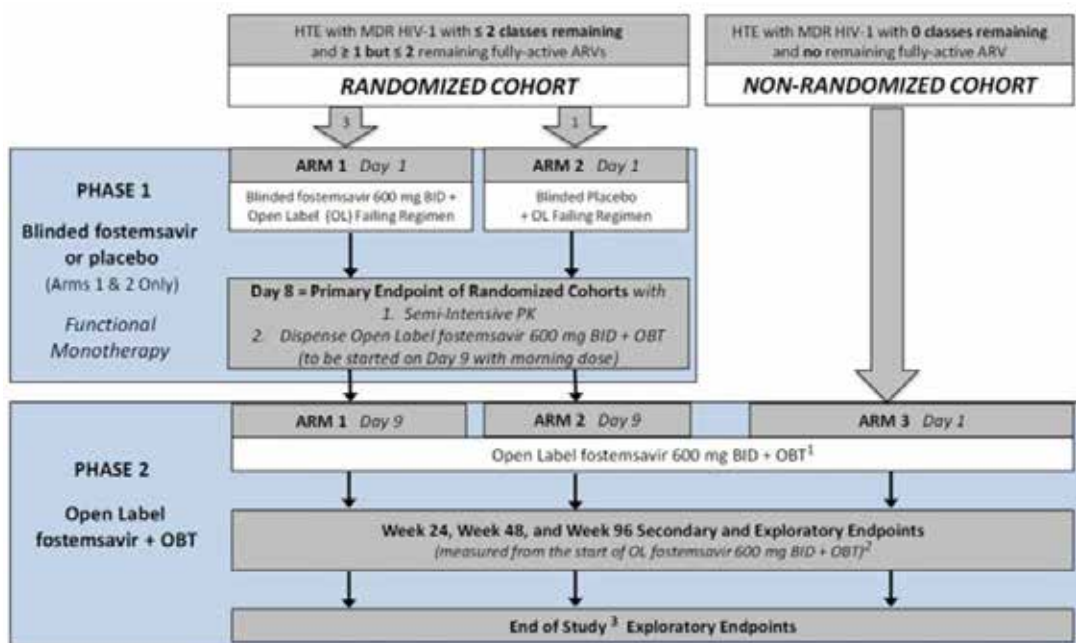 HTE with MDR HIV-1 with ≤ 2 classes remaining
and ≥ 1 but ≤ 2 remaining fully-active ARVs
RANDOMIZED COHORT
HTE with MDR HIV-1 with 0 classes remaining
and no remaining fully-active ARV
NON-RANDOMIZED COHORT
3
1
PHASE 1
Blinded fostemsavir
or placebo
(Arms 1 & 2 Only)
Functional
Monotherapy
ARM 1 Day 1
Blinded fostemsavir 600 mg BID +
Open Label (OL) Failing Regimen
ARM 2 Day 1
Blinded Placebo
+ OL Failing Regimen
Day 8 = Primary Endpoint of Randomized Cohorts with
1. Semi-Intensive PK
2. Dispense Open Label fostemsavir 600 mg BID + OBT
(to be started on Day 9 with morning dose)
PHASE 2
Open Label
fostemsavir + OBT
ARM 1 Day 9
ARM 2 Day 9
ARM 3 Day 1
Open Label fostemsavir 600 mg BID + OBT¹
Week 24, Week 48, and Week 96 Secondary and Exploratory Endpoints
(measured from the start of OL fostemsavir 600 mg BID + OBT)²
End of Study ³ Exploratory Endpoints